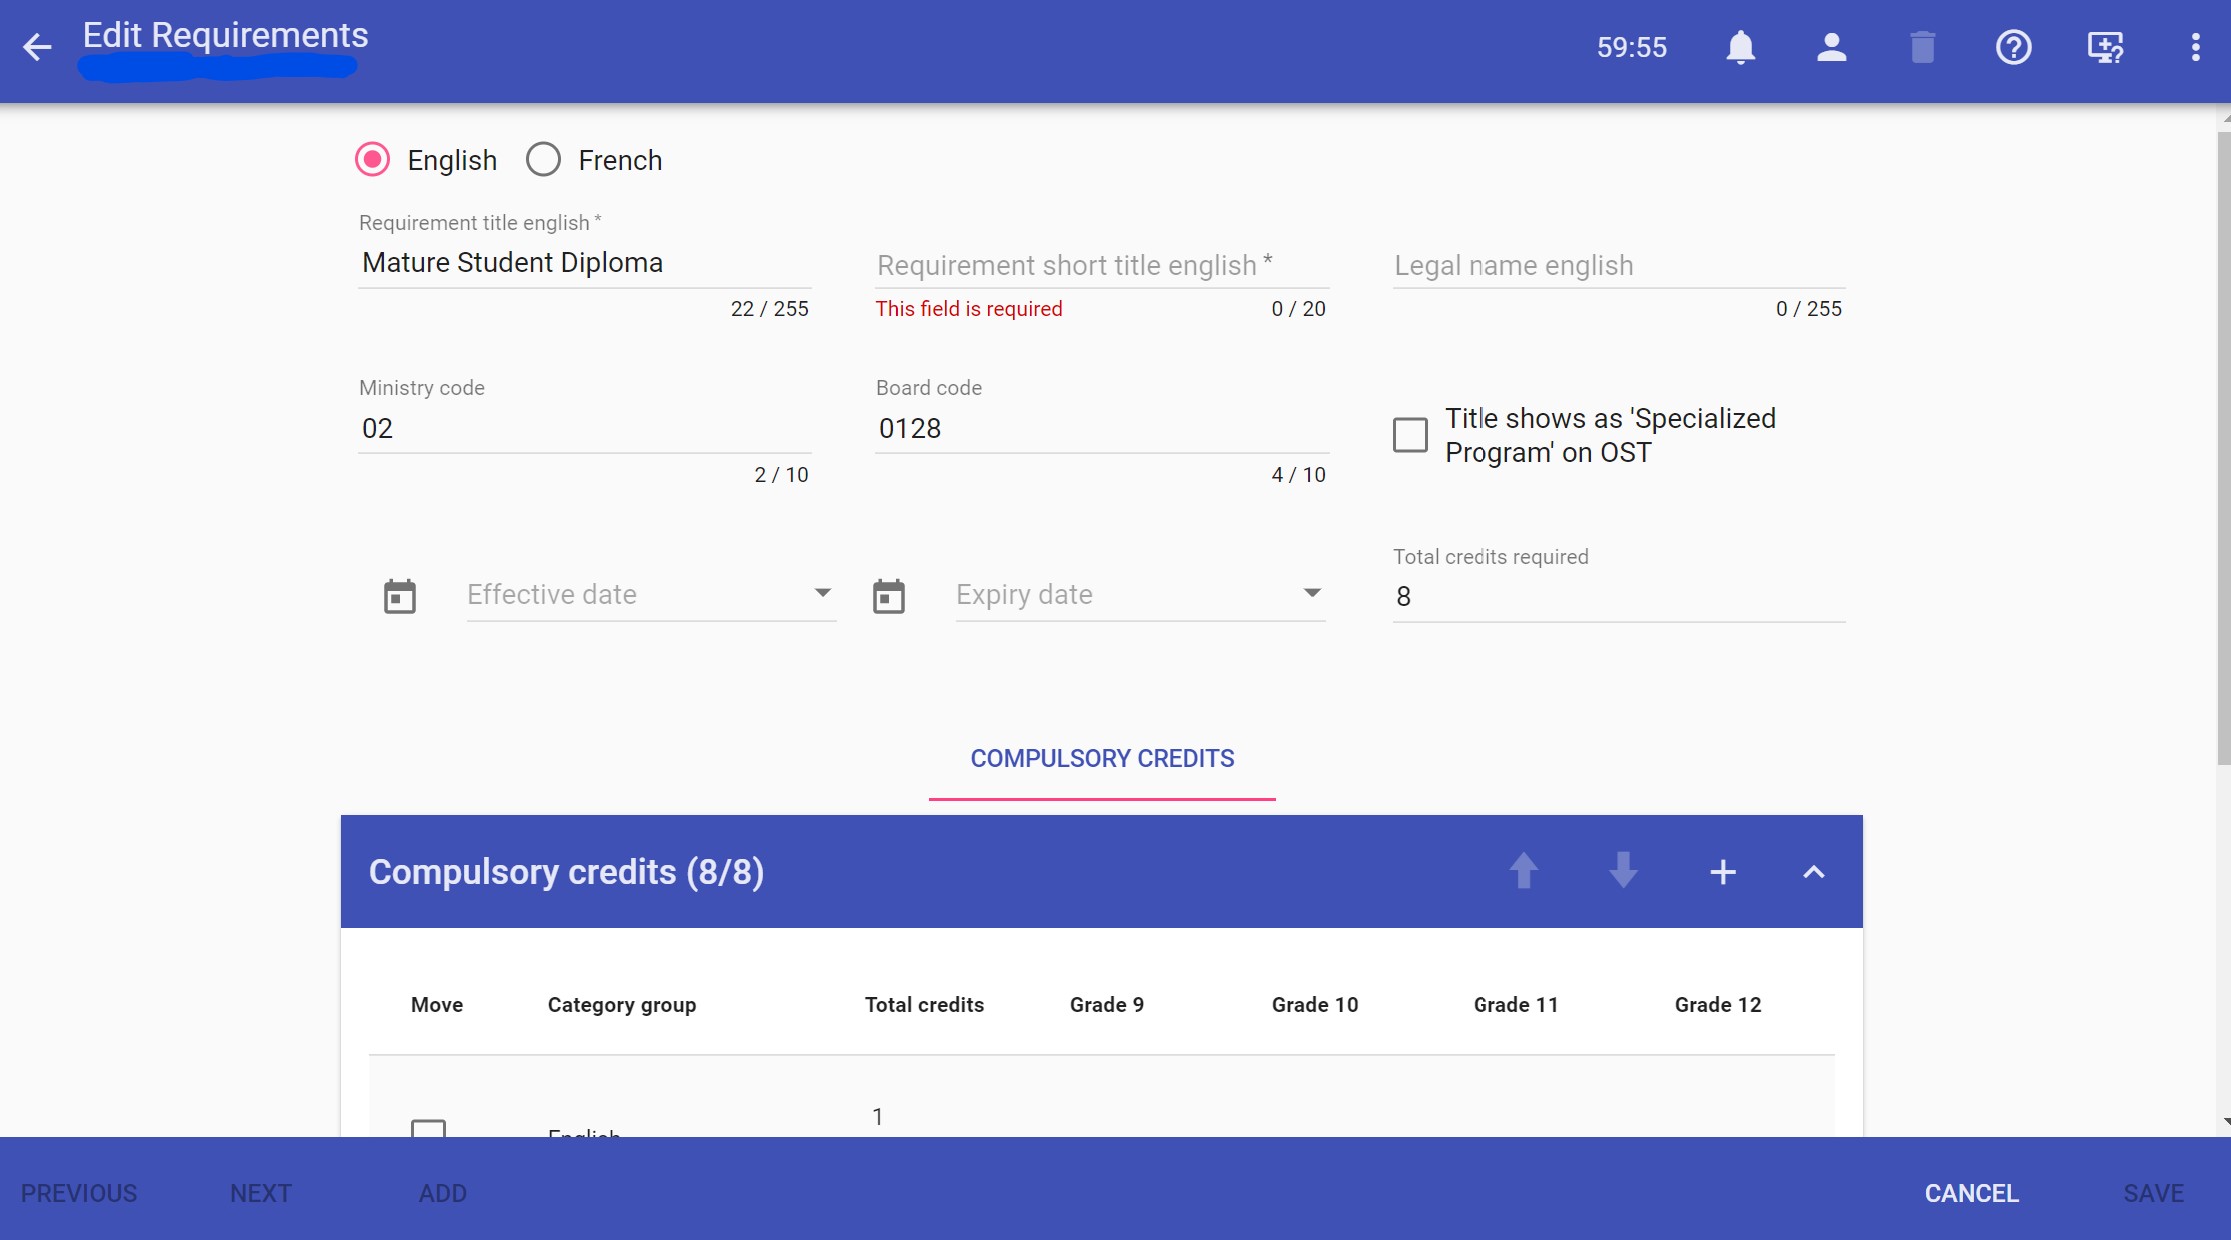 Edit Requirements
59:55
English
French
Requirement title english *
Mature Student Diploma
22 / 255
Requirement short title english *
This field is required
0 / 20
Legal name english
0 / 255
Ministry code
02
2 / 10
Board code
0128
4 / 10
Title shows as 'Specialized
Program' on OST
Effective date
Expiry date
Total credits required
8
COMPULSORY CREDITS
Compulsory credits (8/8)
Move
Category group
Total credits
Grade 9
Grade 10
Grade 11
Grade 12
English
1
PREVIOUS
NEXT
ADD
CANCEL
SAVE